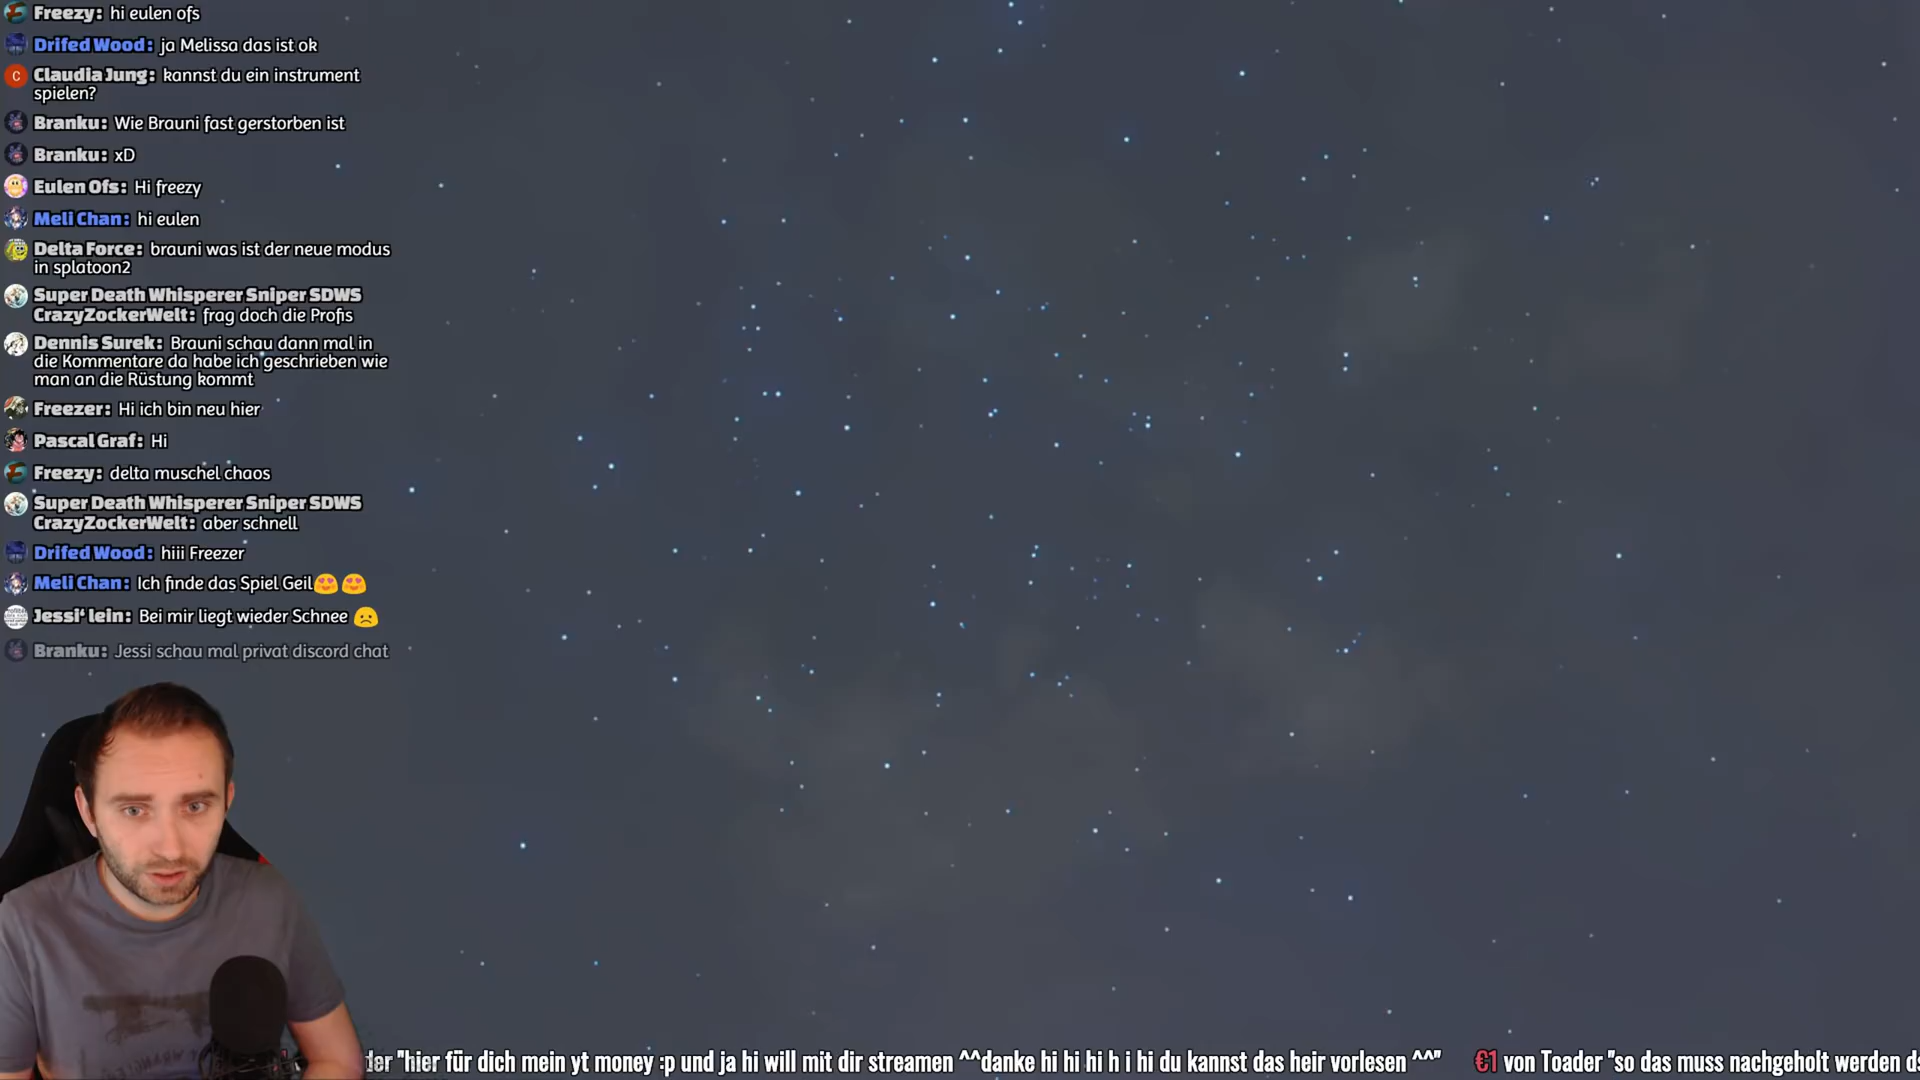 Freezy: hi eulen ofs
Drifed Wood: ja Melissa das ist ok
C Claudia Jung: kannst du ein instrument
spielen?
Branku: Wie Brauni fast gerstorben ist
Branku: xD
Eulen Ofs: Hi freezy
Meli Chan: hi eulen
Delta Force: brauni was ist der neue modus
in splatoon2
Super Death Whisperer Sniper SDWS
CrazyZockerWelt: frag doch die Profis
Dennis Surek: Brauni schau dann mal in
die Kommentare da habe ich geschrieben wie
man an die Rüstung kommt
Freezer: Hi ich bin neu hier
Pascal Graf: Hi
Freezy: delta muschel chaos
Super Death Whisperer Sniper SDWS
CrazyZockerWelt: aber schnell
Drifed Wood: hiii Freezer
Meli Chan: Ich finde das Spiel Geil😍😍
Jessi' lein: Bei mir liegt wieder Schnee 🙁
Branku: Jessi schau mal privat discord chat
der "hier für dich mein yt money :p und ja hi will mit dir streamen ^^danke hi hi hi h i hi du kannst das heir vorlesen ^^" €1 von Toader "so das muss nachgeholt werden ds